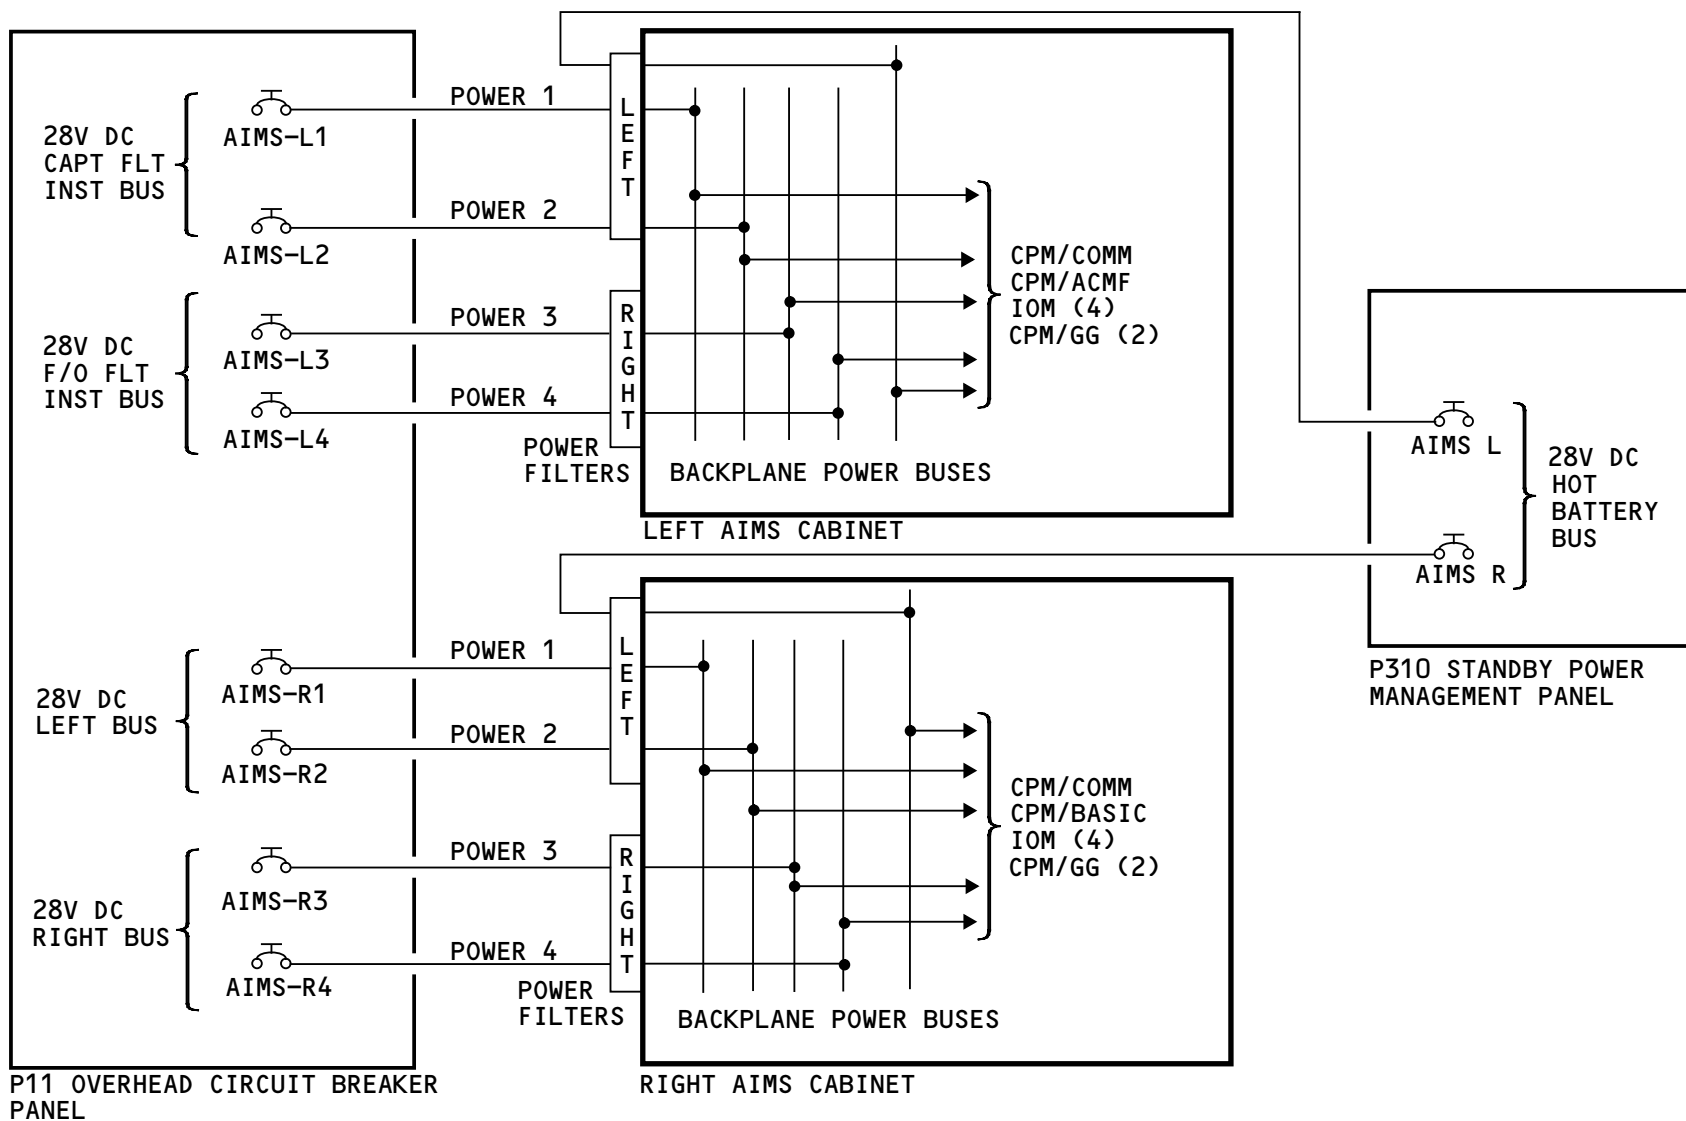 28V DC
CAPT FLT
INST BUS
AIMS-L1
AIMS-L2
28V DC
F/O FLT
INST BUS
AIMS-L3
AIMS-L4
POWER 1
POWER 2
POWER 3
POWER 4
LEFT
RIGHT
POWER
FILTERS
BACKPLANE POWER BUSES
CPM/COMM
CPM/ACMF
IOM (4)
CPM/GG (2)
LEFT AIMS CABINET
AIMS L
AIMS R
28V DC
HOT
BATTERY
BUS
P310 STANDBY POWER
MANAGEMENT PANEL
28V DC
LEFT BUS
AIMS-R1
AIMS-R2
28V DC
RIGHT BUS
AIMS-R3
AIMS-R4
POWER 1
POWER 2
POWER 3
POWER 4
LEFT
RIGHT
POWER
FILTERS
BACKPLANE POWER BUSES
CPM/COMM
CPM/BASIC
IOM (4)
CPM/GG (2)
RIGHT AIMS CABINET
P11 OVERHEAD CIRCUIT BREAKER
PANEL